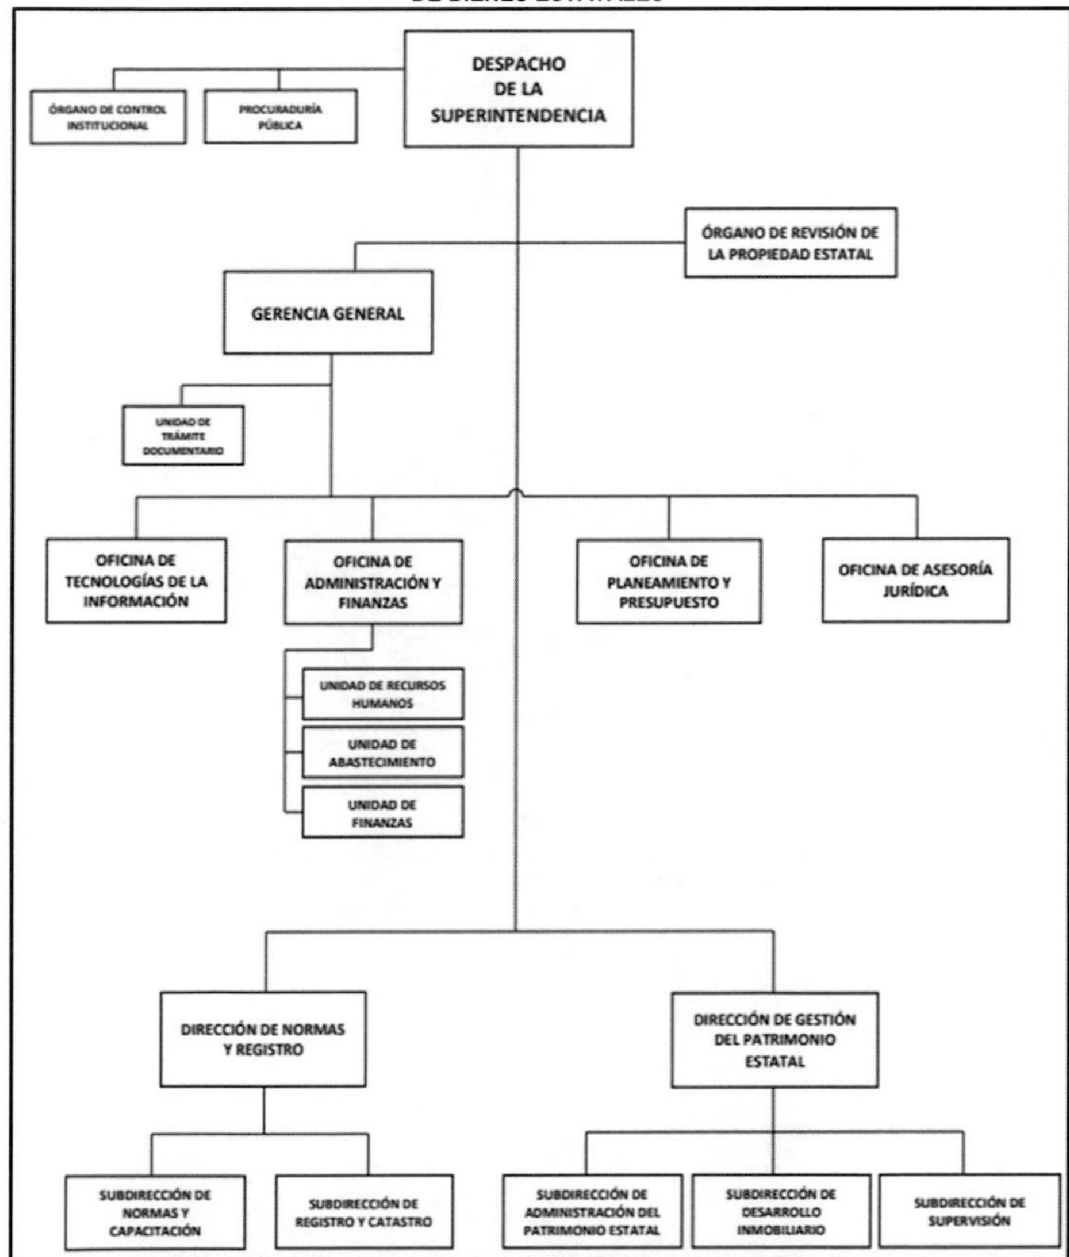 DE BIENES ESTATALES
DESPACHO
DE LA
SUPERINTENDENCIA
ÓRGANO DE CONTROL
INSTITUCIONAL
PROCURADURÍA
PÚBLICA
ÓRGANO DE REVISIÓN DE
LA PROPIEDAD ESTATAL
GERENCIA GENERAL
UNIDAD DE
TRÁMITE
DOCUMENTARIO
OFICINA DE
TECNOLOGÍAS DE LA
INFORMACIÓN
OFICINA DE
ADMINISTRACIÓN Y
FINANZAS
OFICINA DE
PLANEAMIENTO Y
PRESUPUESTO
OFICINA DE ASESORÍA
JURÍDICA
UNIDAD DE RECURSOS
HUMANOS
UNIDAD DE
ABASTECIMIENTO
UNIDAD DE
FINANZAS
DIRECCIÓN DE NORMAS
Y REGISTRO
DIRECCIÓN DE GESTIÓN
DEL PATRIMONIO
ESTATAL
SUBDIRECCIÓN DE
NORMAS Y
CAPACITACIÓN
SUBDIRECCIÓN DE
REGISTRO Y CATASTRO
SUBDIRECCIÓN DE
ADMINISTRACIÓN DEL
PATRIMONIO ESTATAL
SUBDIRECCIÓN DE
DESARROLLO
INMOBILIARIO
SUBDIRECCIÓN DE
SUPERVISIÓN